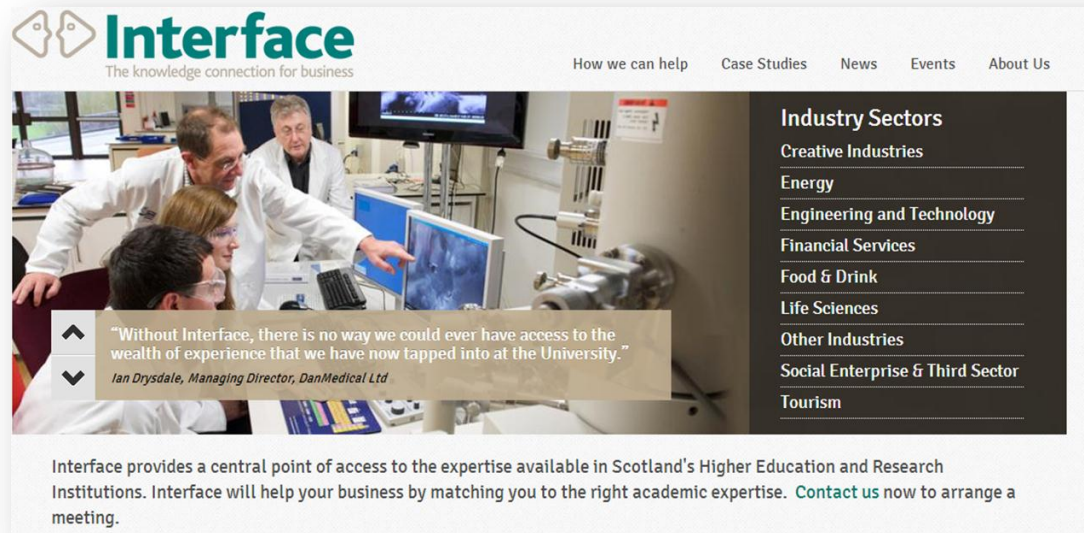 Interface
The knowledge connection for business
How we can help Case Studies News Events About Us
Industry Sectors
Creative Industries
Energy
Engineering and Technology
Financial Services
Food & Drink
Life Sciences
Other Industries
Social Enterprise & Third Sector
Tourism
“Without Interface, there is no way we could ever have access to the
wealth of experience that we have now tapped into at the University.”
Ian Drysdale, Managing Director, DanMedical Ltd
Interface provides a central point of access to the expertise available in Scotland's Higher Education and Research
Institutions. Interface will help your business by matching you to the right academic expertise. Contact us now to arrange a
meeting.